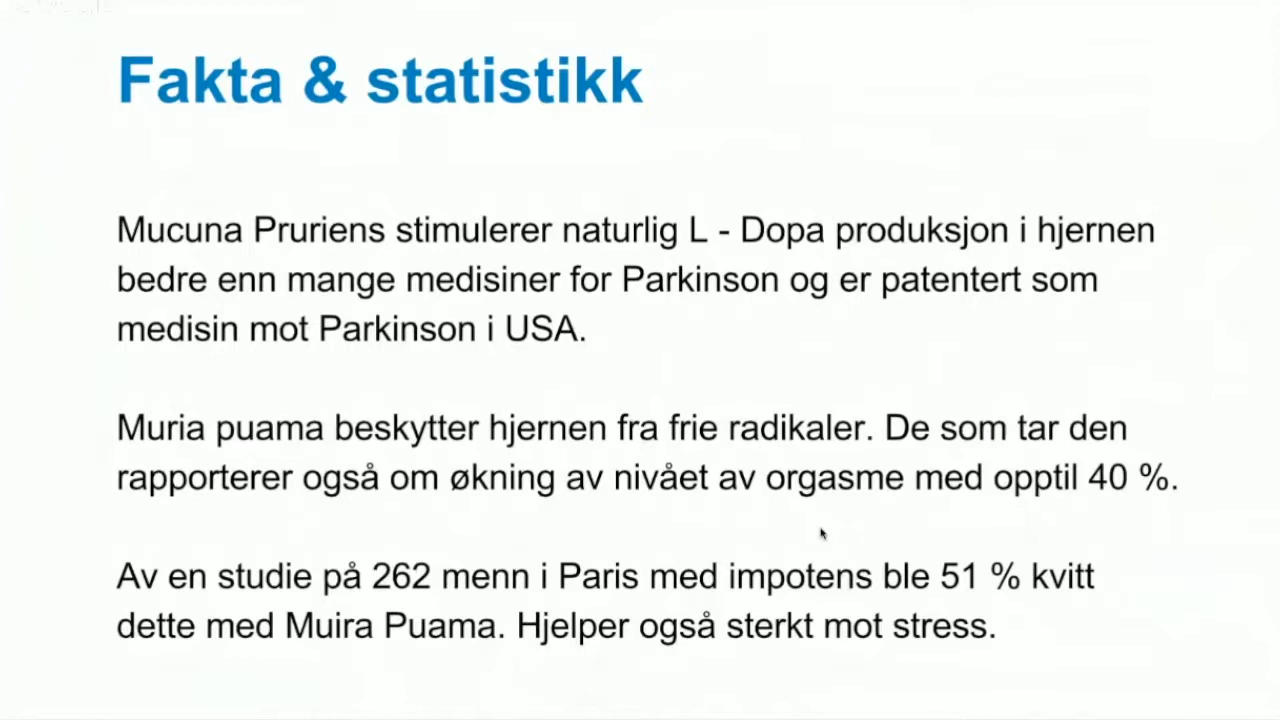 Fakta & statistikk
Mucuna Pruriens stimulerer naturlig L - Dopa produksjon i hjernen
bedre enn mange medisiner for Parkinson og er patentert som
medisin mot Parkinson i USA.
Muria puama beskytter hjernen fra frie radikaler. De som tar den
rapporterer også om økning av nivået av orgasme med opptil 40 %.
Av en studie på 262 menn i Paris med impotens ble 51 % kvitt
dette med Muira Puama. Hjelper også sterkt mot stress.